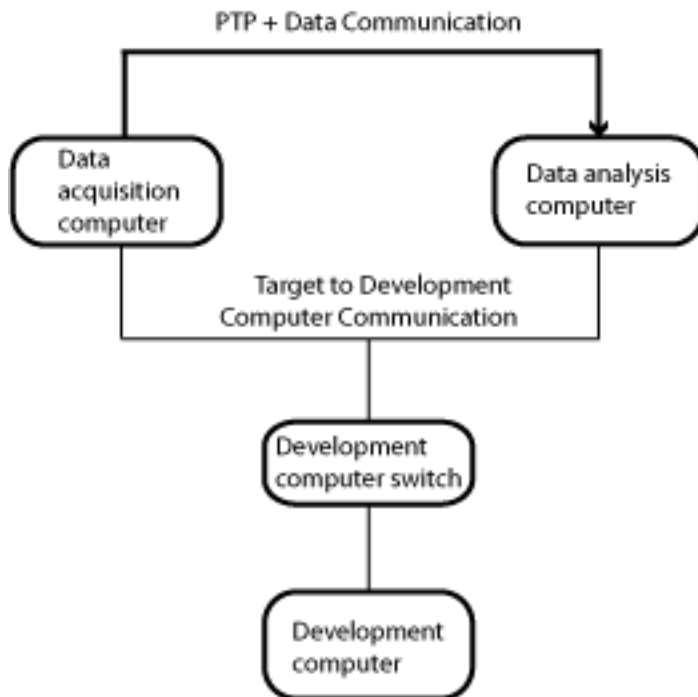 PTP + Data Communication
Data
acquisition
computer
Data analysis
computer
Target to Development
Computer Communication
Development
computer switch
Development
computer